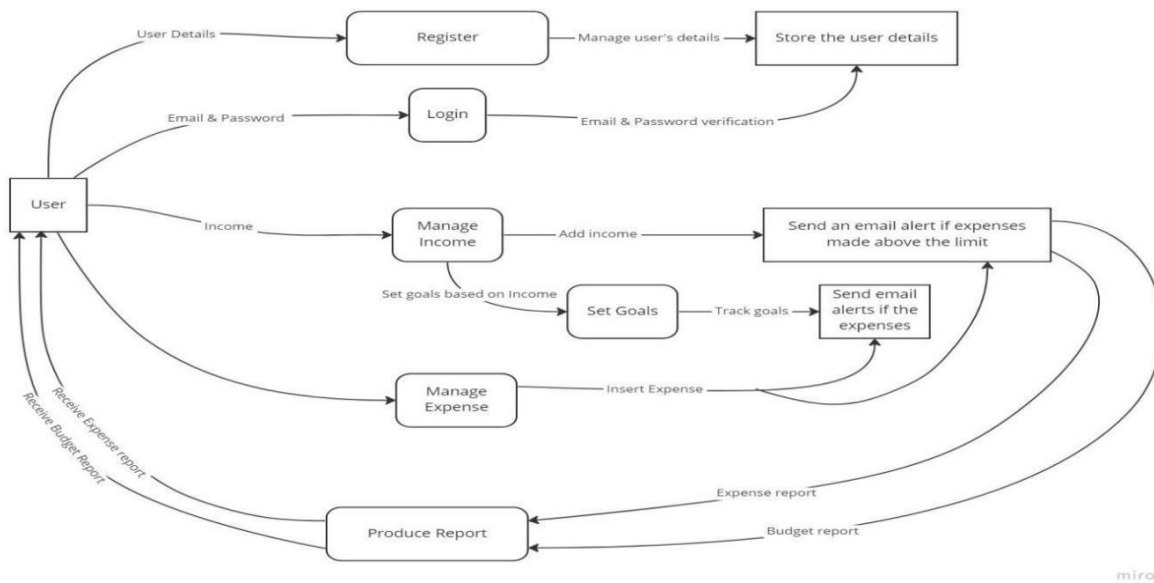 User Details
Register
Manage user's details
Store the user details
Email & Password
Login
Email & Password verification
User
Income
Manage
Income
Add income
Send an email alert if expenses
made above the limit
Set goals based on Income
Set Goals
Track goals
Send email
alerts if the
expenses
Manage
Expense
Insert Expense
Receive Expense report
Receive Budget Report
Expense report
Produce Report
Budget report
miro